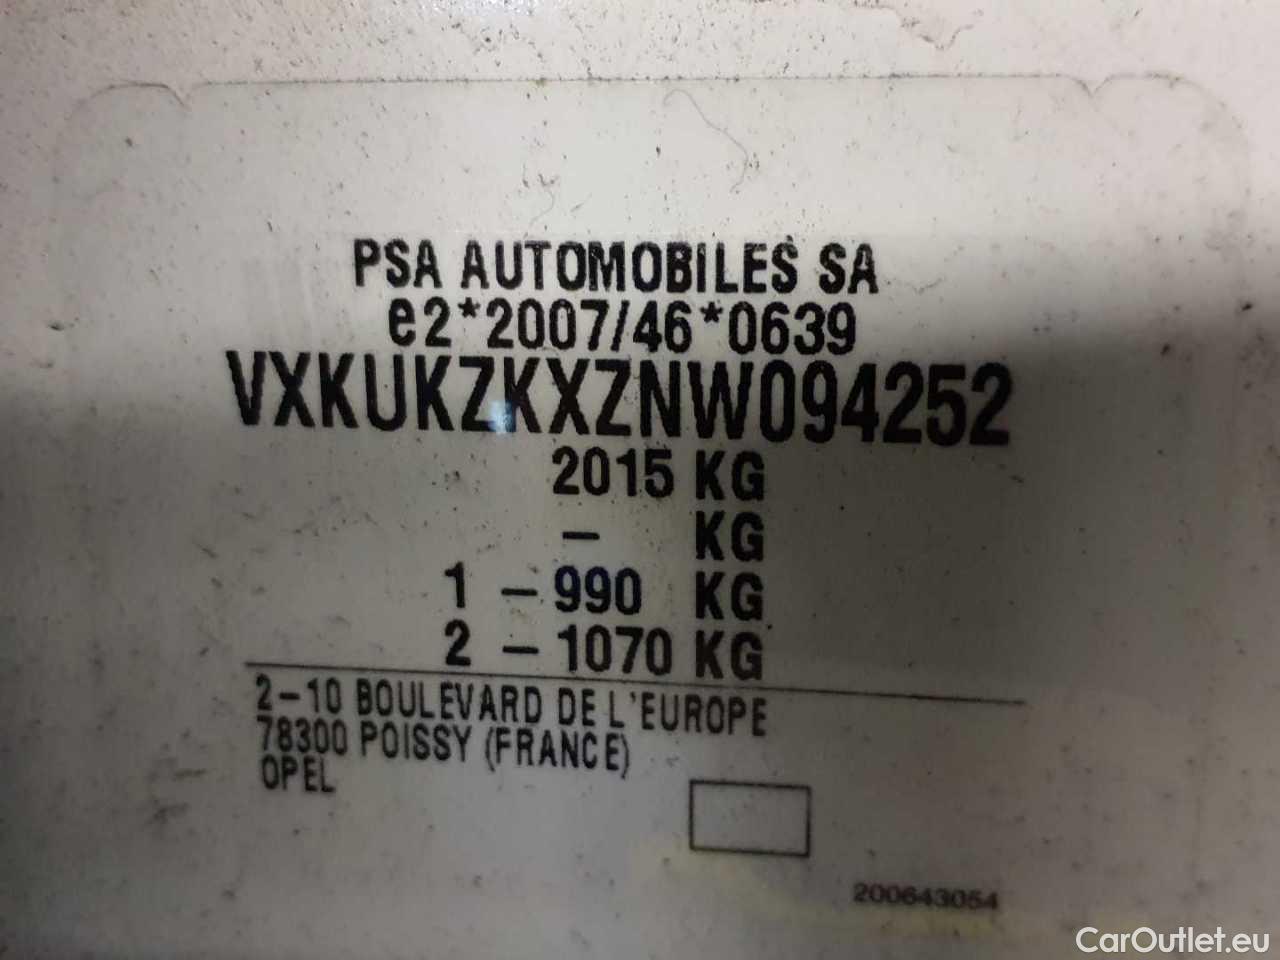 PSA AUTOMOBILES SA
e2*2007/46*0639
VXKUKZKXZNW094252
2015 KG
- KG
1 - 990 KG
2 - 1070 KG
2-10 BOULEVARD DE L'EUROPE
78300 POISSY (FRANCE)
OPEL
200643054
CarOutlet.eu